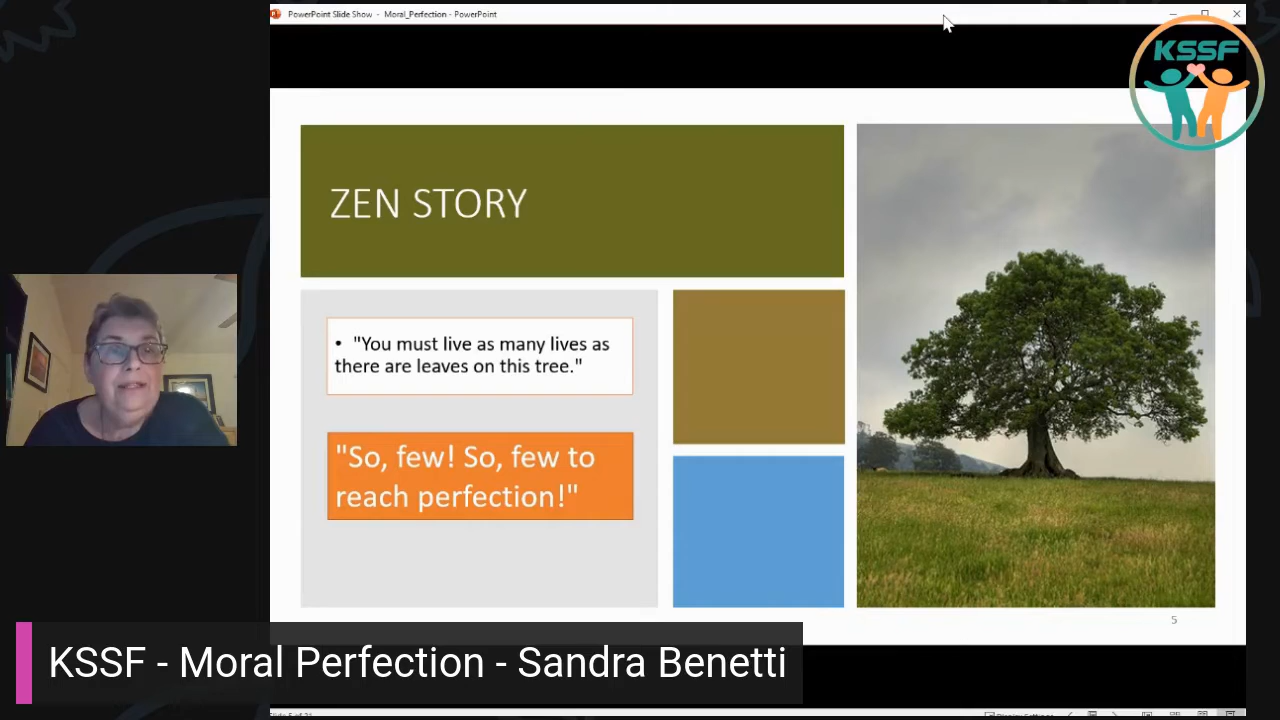 PowerPoint Slide Show - Moral_Perfection - PowerPoint
KSSF
ZEN STORY
• "You must live as many lives as
there are leaves on this tree."
"So, few! So, few to
reach perfection!"
5
KSSF - Moral Perfection - Sandra Benetti